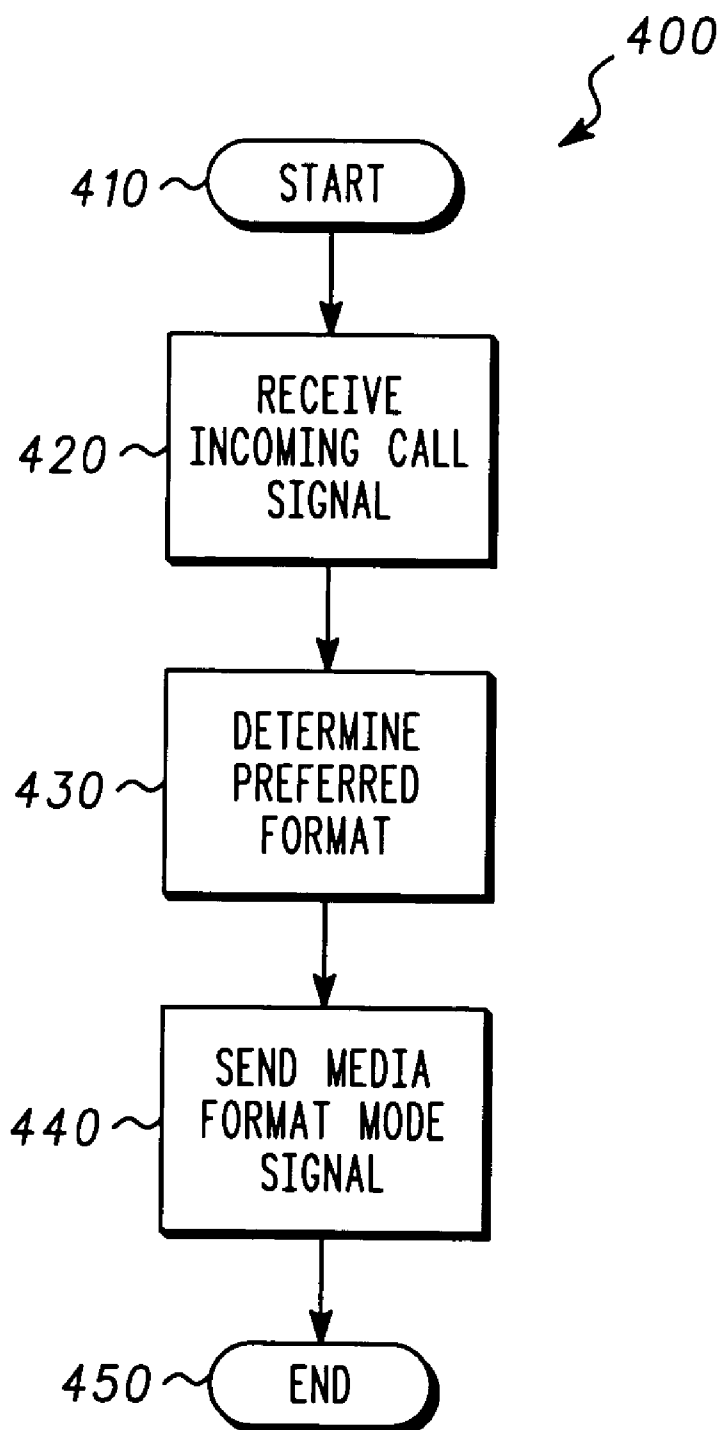 400
410
START
420
RECEIVE
INCOMING CALL
SIGNAL
430
DETERMINE
PREFERRED
FORMAT
440
SEND MEDIA
FORMAT MODE
SIGNAL
450
END